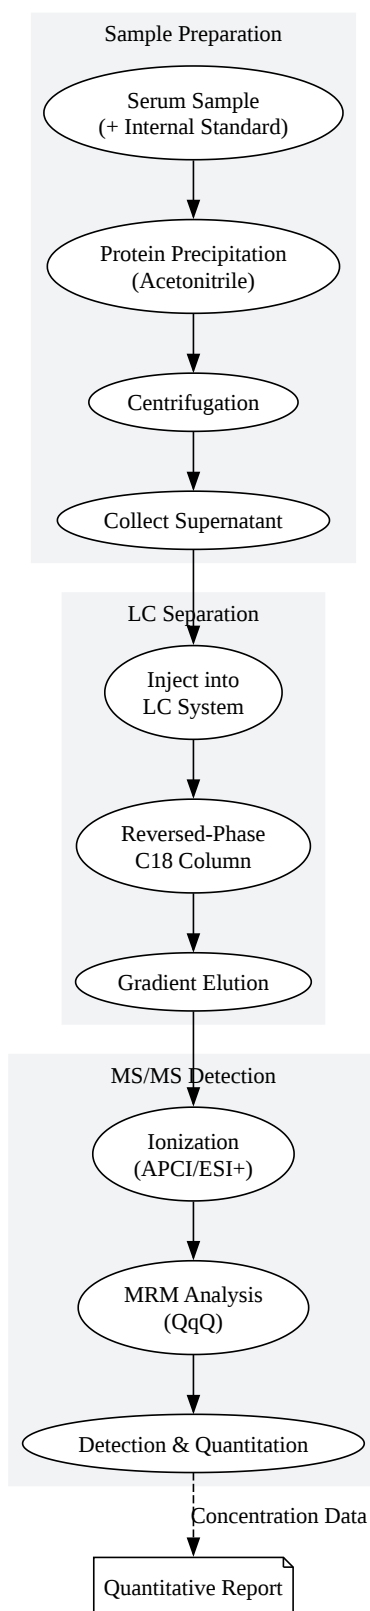 Sample Preparation
Serum Sample
(+ Internal Standard)
Protein Precipitation
(Acetonitrile)
Centrifugation
Collect Supernatant
LC Separation
Inject into
LC System
Reversed-Phase
C18 Column
Gradient Elution
MS/MS Detection
Ionization
(APCI/ESI+)
MRM Analysis
(QqQ)
Detection & Quantitation
Concentration Data
Quantitative Report